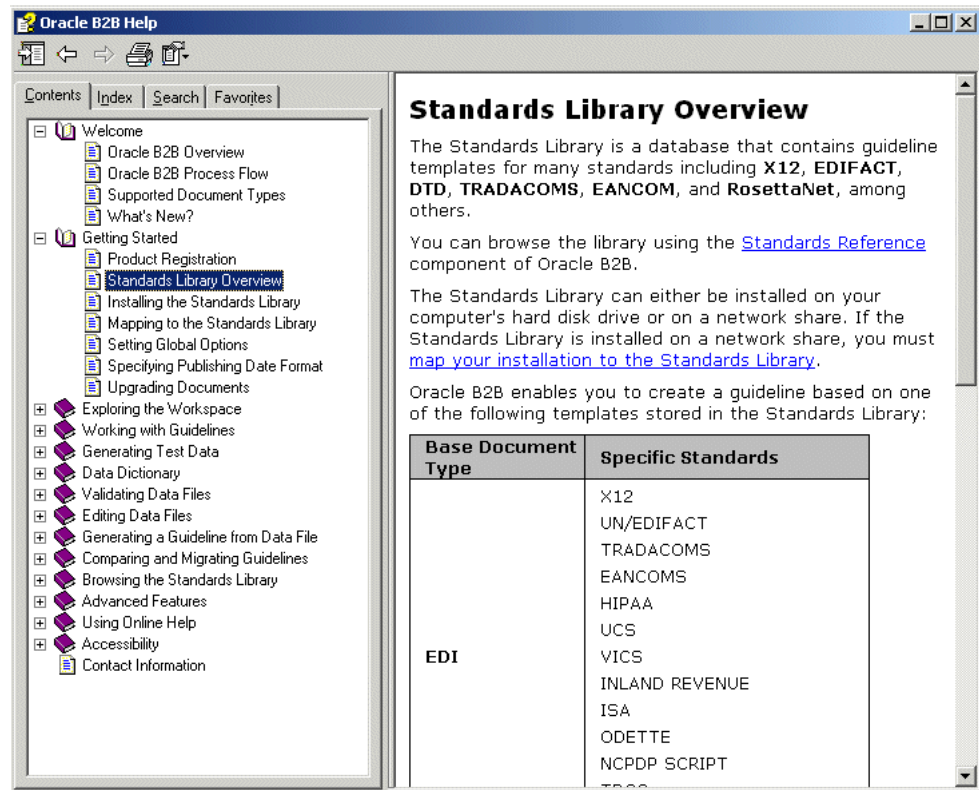 Oracle B2B Help
Contents
Index
Search
Favorites
Welcome
Oracle B2B Overview
Oracle B2B Process Flow
Supported Document Types
What's New?
Getting Started
Product Registration
Standards Library Overview
Installing the Standards Library
Mapping to the Standards Library
Setting Global Options
Specifying Publishing Date Format
Upgrading Documents
Exploring the Workspace
Working with Guidelines
Generating Test Data
Data Dictionary
Validating Data Files
Editing Data Files
Generating a Guideline from Data File
Comparing and Migrating Guidelines
Browsing the Standards Library
Advanced Features
Using Online Help
Accessibility
Contact Information
Standards Library Overview
The Standards Library is a database that contains guideline
templates for many standards including X12, EDIFACT,
DTD, TRADACOMS, EANCOM, and RosettaNet, among
others.
You can browse the library using the Standards Reference
component of Oracle B2B.
The Standards Library can either be installed on your
computer's hard disk drive or on a network share. If the
Standards Library is installed on a network share, you must
map your installation to the Standards Library.
Oracle B2B enables you to create a guideline based on one
of the following templates stored in the Standards Library:
Base Document
Type
Specific Standards
EDI
X12
UN/EDIFACT
TRADACOMS
EANCOMS
HIPAA
UCS
VICS
INLAND REVENUE
ISA
ODETTE
NCPDP SCRIPT